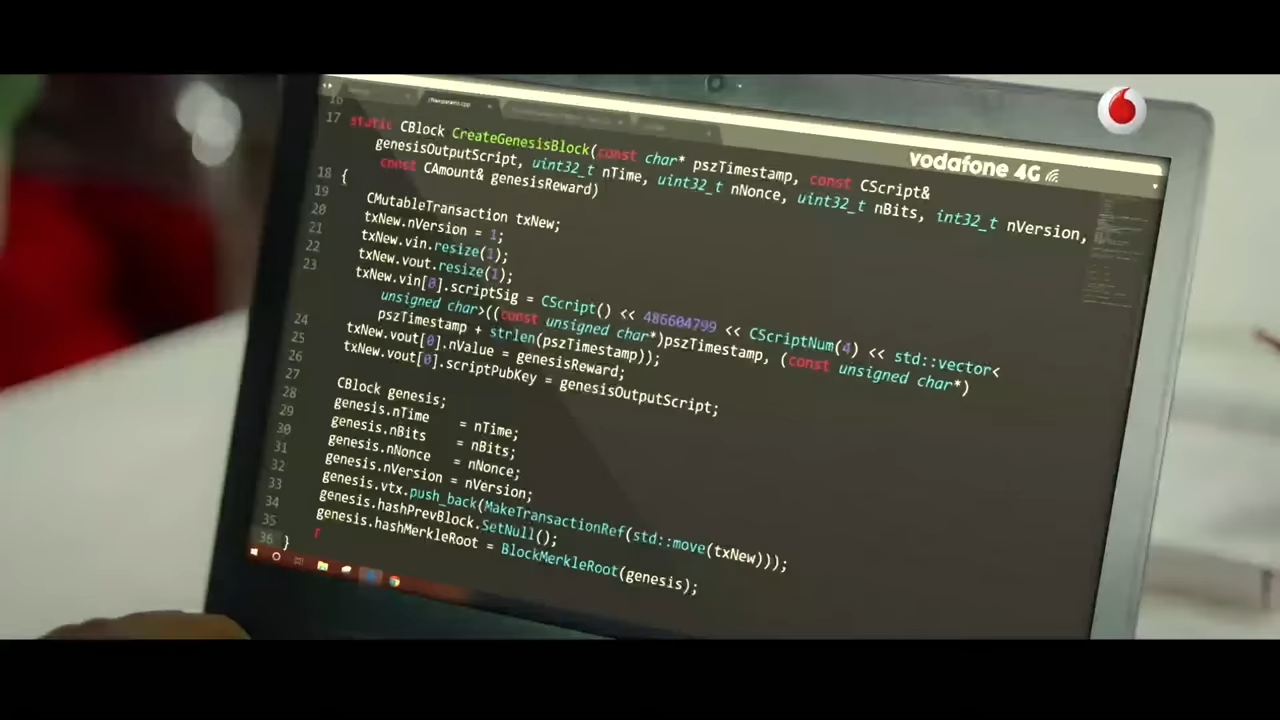 chainparams.cpp
vodafone 4G
16
17 static CBlock CreateGenesisBlock(const char* pszTimestamp, const CScript&
genesisOutputScript, uint32_t nTime, uint32_t nNonce, uint32_t nBits, int32_t nVersion,
const CAmount& genesisReward)
18 {
19 CMutableTransaction txNew;
20 txNew.nVersion = 1;
21 txNew.vin.resize(1);
22 txNew.vout.resize(1);
23 txNew.vin[0].scriptSig = CScript() << 486604799 << CScriptNum(4) << std::vector<
unsigned char>((const unsigned char*)pszTimestamp, (const unsigned char*)
pszTimestamp + strlen(pszTimestamp));
24 txNew.vout[0].nValue = genesisReward;
25 txNew.vout[0].scriptPubKey = genesisOutputScript;
26
27 CBlock genesis;
28 genesis.nTime = nTime;
29 genesis.nBits = nBits;
30 genesis.nNonce = nNonce;
31 genesis.nVersion = nVersion;
32 genesis.vtx.push_back(MakeTransactionRef(std::move(txNew)));
33 genesis.hashPrevBlock.SetNull();
34 genesis.hashMerkleRoot = BlockMerkleRoot(genesis);
35
36 }